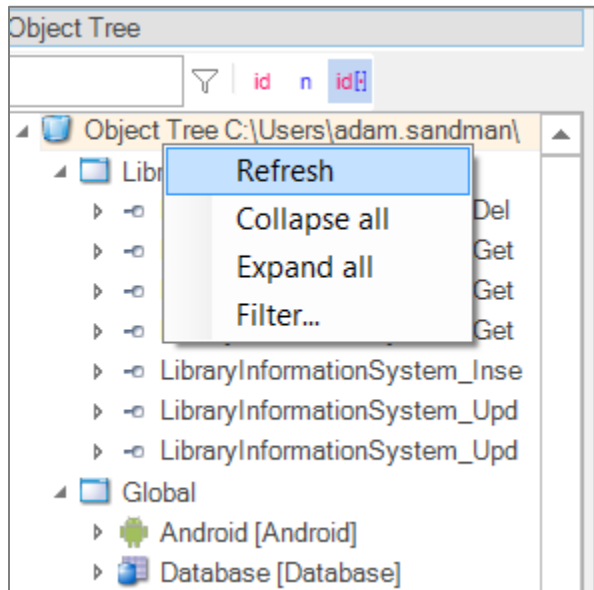 Object Tree
id n id[·]
Object Tree C:\Users\adam.sandman\
Libr
Refresh
Del
Collapse all
Get
Expand all
Get
Filter...
Get
LibraryInformationSystem_Inse
LibraryInformationSystem_Upd
LibraryInformationSystem_Upd
Global
Android [Android]
Database [Database]